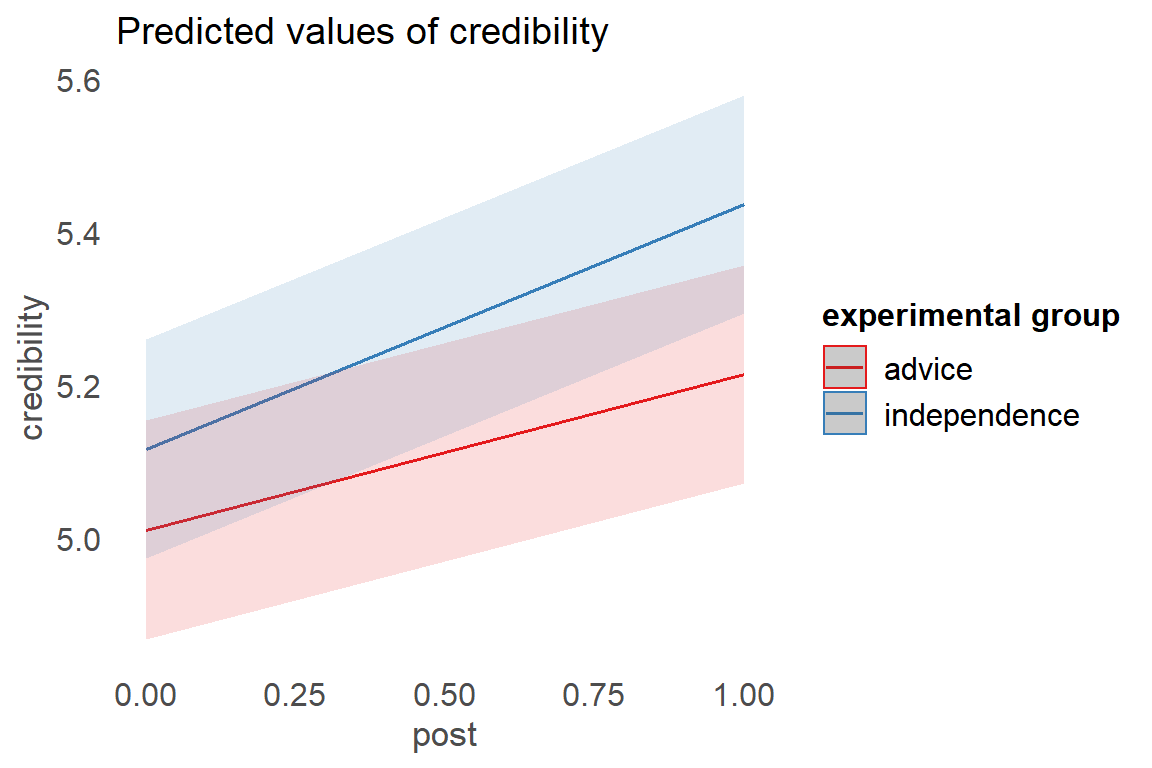 Predicted values of credibility
5.6
5.4
5.2
5.0
credibility
0.00 0.25 0.50 0.75 1.00
post
experimental group
advice
independence